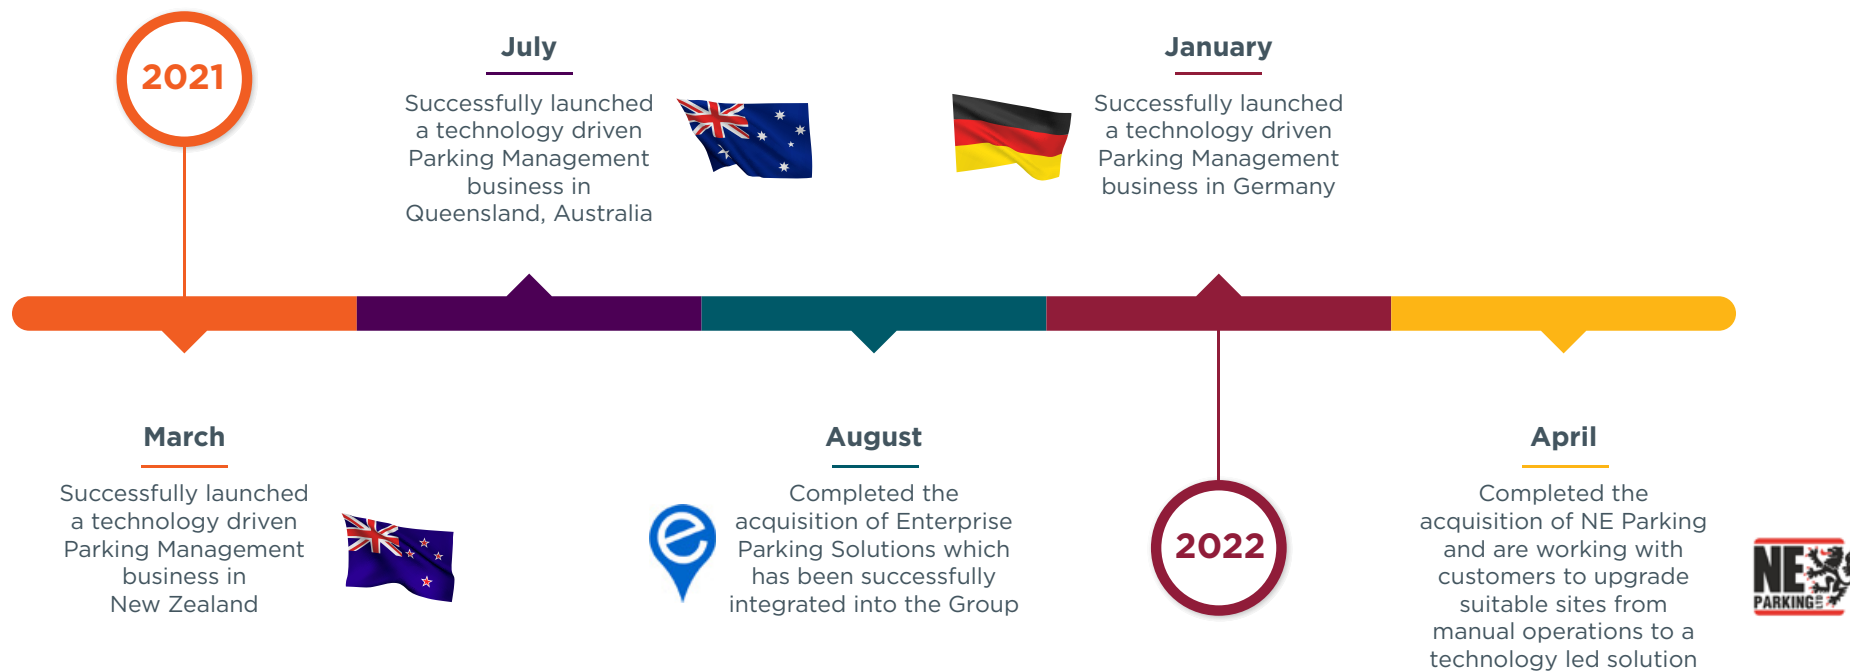 2021
March
Successfully launched
a technology driven
Parking Management
business in
New Zealand
July
Successfully launched
a technology driven
Parking Management
business in
Queensland, Australia
August
e
Completed the
acquisition of Enterprise
Parking Solutions which
has been successfully
integrated into the Group
January
Successfully launched
a technology driven
Parking Management
business in Germany
2022
April
Completed the
acquisition of NE Parking
and are working with
customers to upgrade
suitable sites from
manual operations to a
technology led solution
NE
PARKING LTD